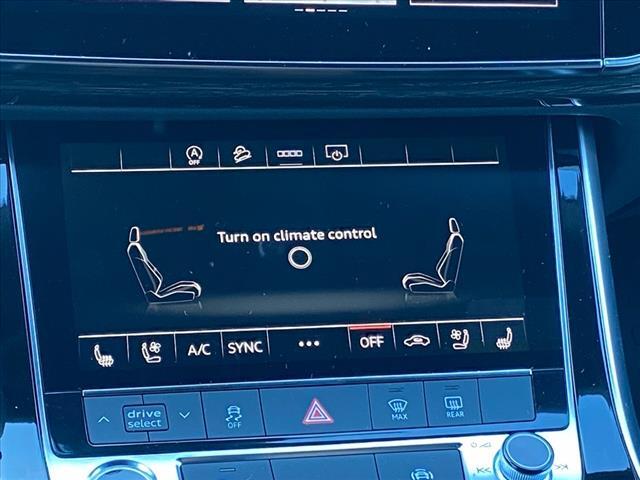 A
OFF
Turn on climate control
A/C SYNC ••• OFF
drive
select
OFF
MAX
REAR